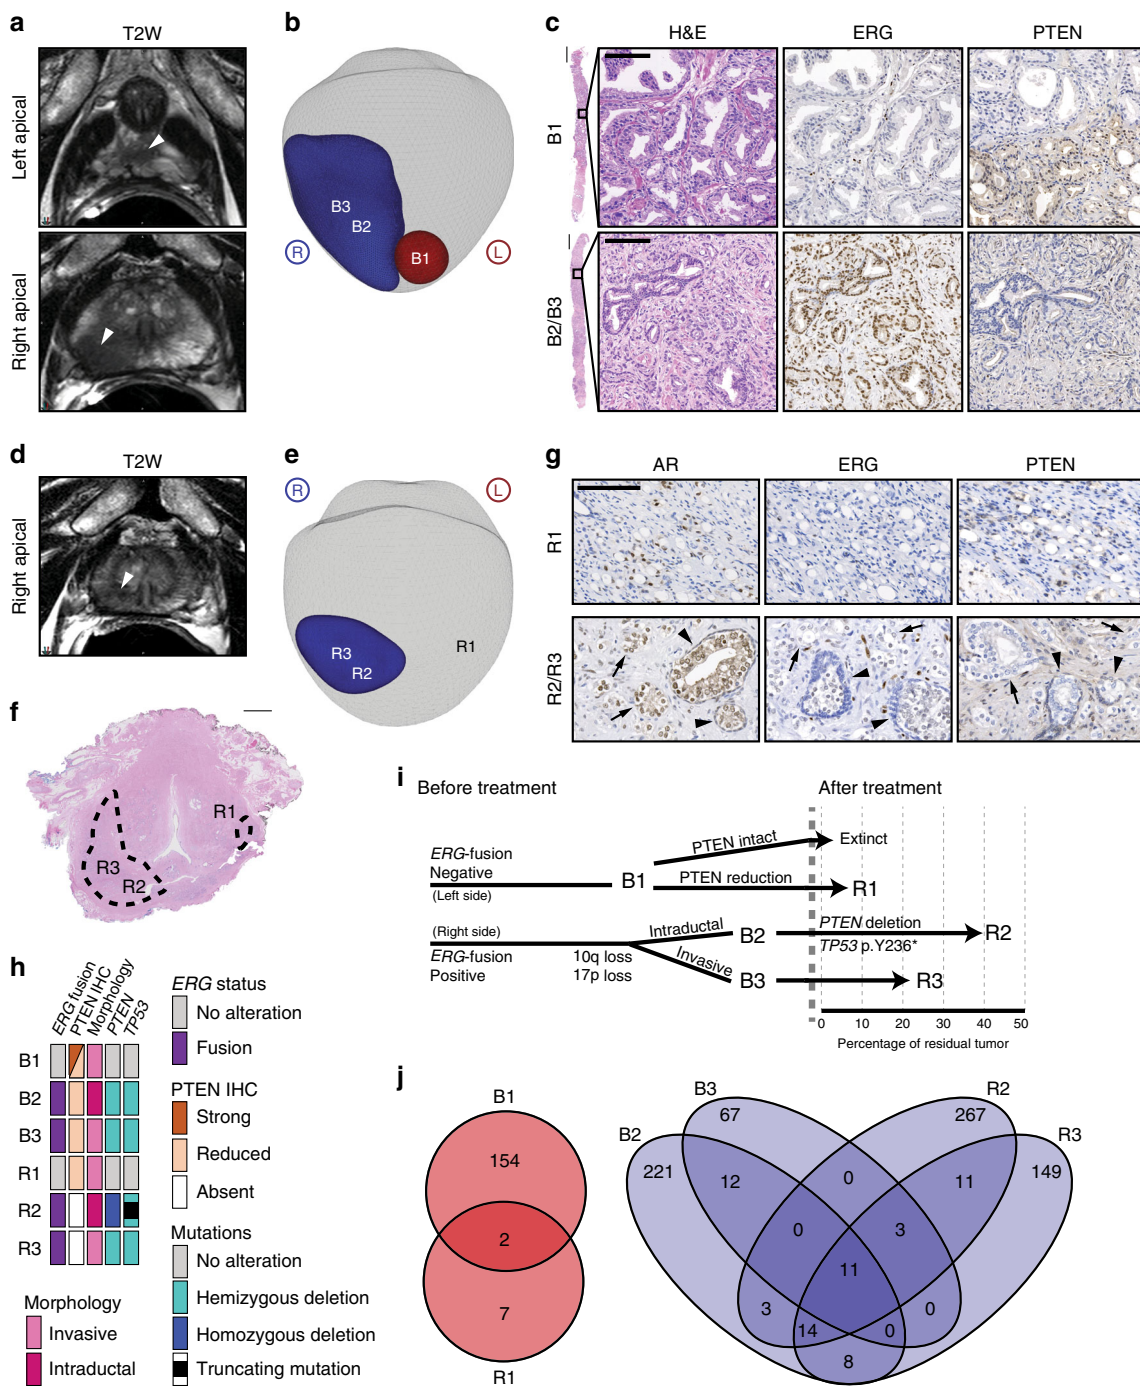 a
T2W
Left apical
Right apical
b
B3
B2
B1
R
L
c
H&E
ERG
PTEN
B1
B2/B3
d
T2W
Right apical
e
R
L
R3
R2
R1
f
R1
R3
R2
g
AR
ERG
PTEN
R1
R2/R3
h
ERG fusion
PTEN IHC
Morphology
PTEN
TP53
B1
B2
B3
R1
R2
R3
Morphology
Invasive
Intraductal
ERG status
No alteration
Fusion
PTEN IHC
Strong
Reduced
Absent
Mutations
No alteration
Hemizygous deletion
Homozygous deletion
Truncating mutation
i
Before treatment
After treatment
ERG-fusion
Negative
(Left side)
B1
PTEN intact
Extinct
PTEN reduction
R1
(Right side)
ERG-fusion
Positive
10q loss
17p loss
Intraductal
B2
PTEN deletion
TP53 p.Y236*
R2
Invasive
B3
R3
0 10 20 30 40 50
Percentage of residual tumor
j
B1
154
2
7
R1
B3
R2
B2
67
267
R3
221
12
0
11
149
0
3
11
3
0
14
0
8